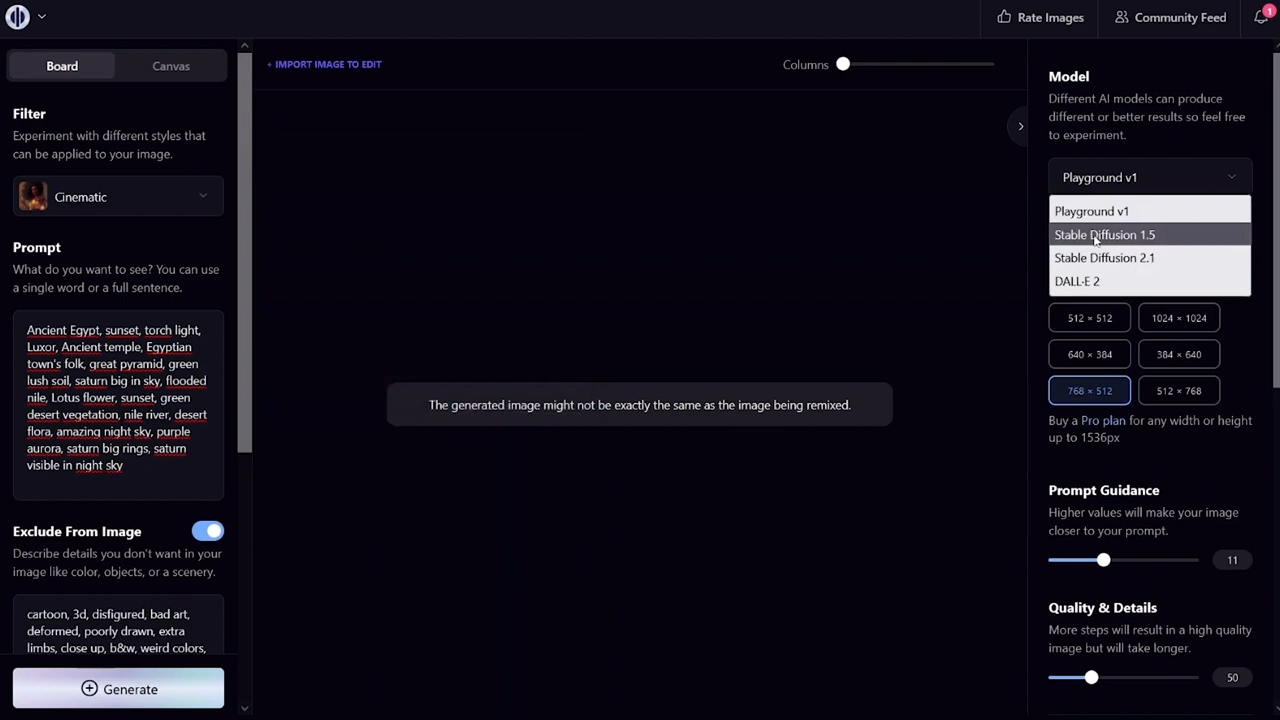 Rate Images
Community Feed
1
Board
Canvas
Filter
Experiment with different styles that
can be applied to your image.
Cinematic
Prompt
What do you want to see? You can use
a single word or a full sentence.
Ancient Egypt, sunset, torch light,
Luxor, Ancient temple, Egyptian
town's folk, great pyramid, green
lush soil, saturn big in sky, flooded
nile, Lotus flower, sunset, green
desert vegetation, nile river, desert
flora, amazing night sky, purple
aurora, saturn big rings, saturn
visible in night sky
Exclude From Image
Describe details you don't want in your
image like color, objects, or a scenery.
cartoon, 3d, disfigured, bad art,
deformed, poorly drawn, extra
limbs, close up, b&w, weird colors,
Generate
+ IMPORT IMAGE TO EDIT
Columns
The generated image might not be exactly the same as the image being remixed.
Model
Different AI models can produce
different or better results so feel free
to experiment.
Playground v1
Playground v1
Stable Diffusion 1.5
Stable Diffusion 2.1
DALL-E 2
512 × 512
1024 × 1024
640 × 384
384 × 640
768 × 512
512 × 768
Buy a Pro plan for any width or height
up to 1536px
Prompt Guidance
Higher values will make your image
closer to your prompt.
11
Quality & Details
More steps will result in a high quality
image but will take longer.
50